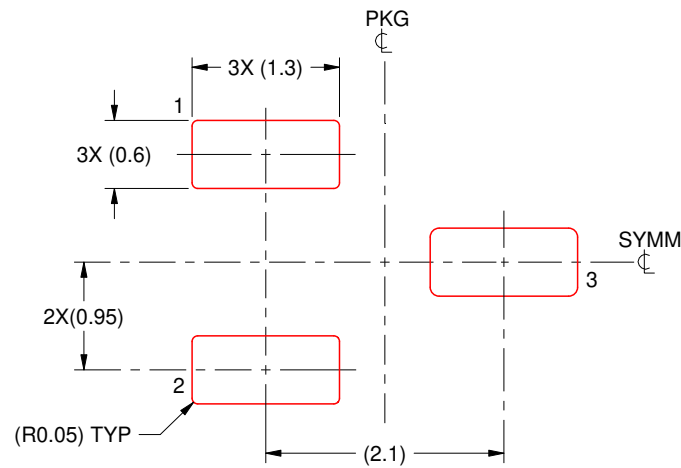 PKG
℄
3X (1.3)
1
3X (0.6)
SYMM
℄
3
2X(0.95)
2
(R0.05) TYP
(2.1)